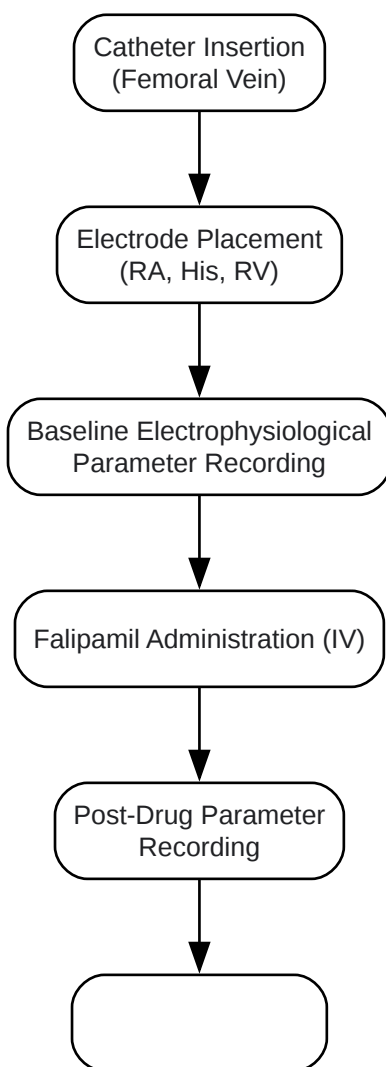 Catheter Insertion
(Femoral Vein)
Electrode Placement
(RA, His, RV)
Baseline Electrophysiological
Parameter Recording
Falipamil Administration (IV)
Post-Drug Parameter
Recording